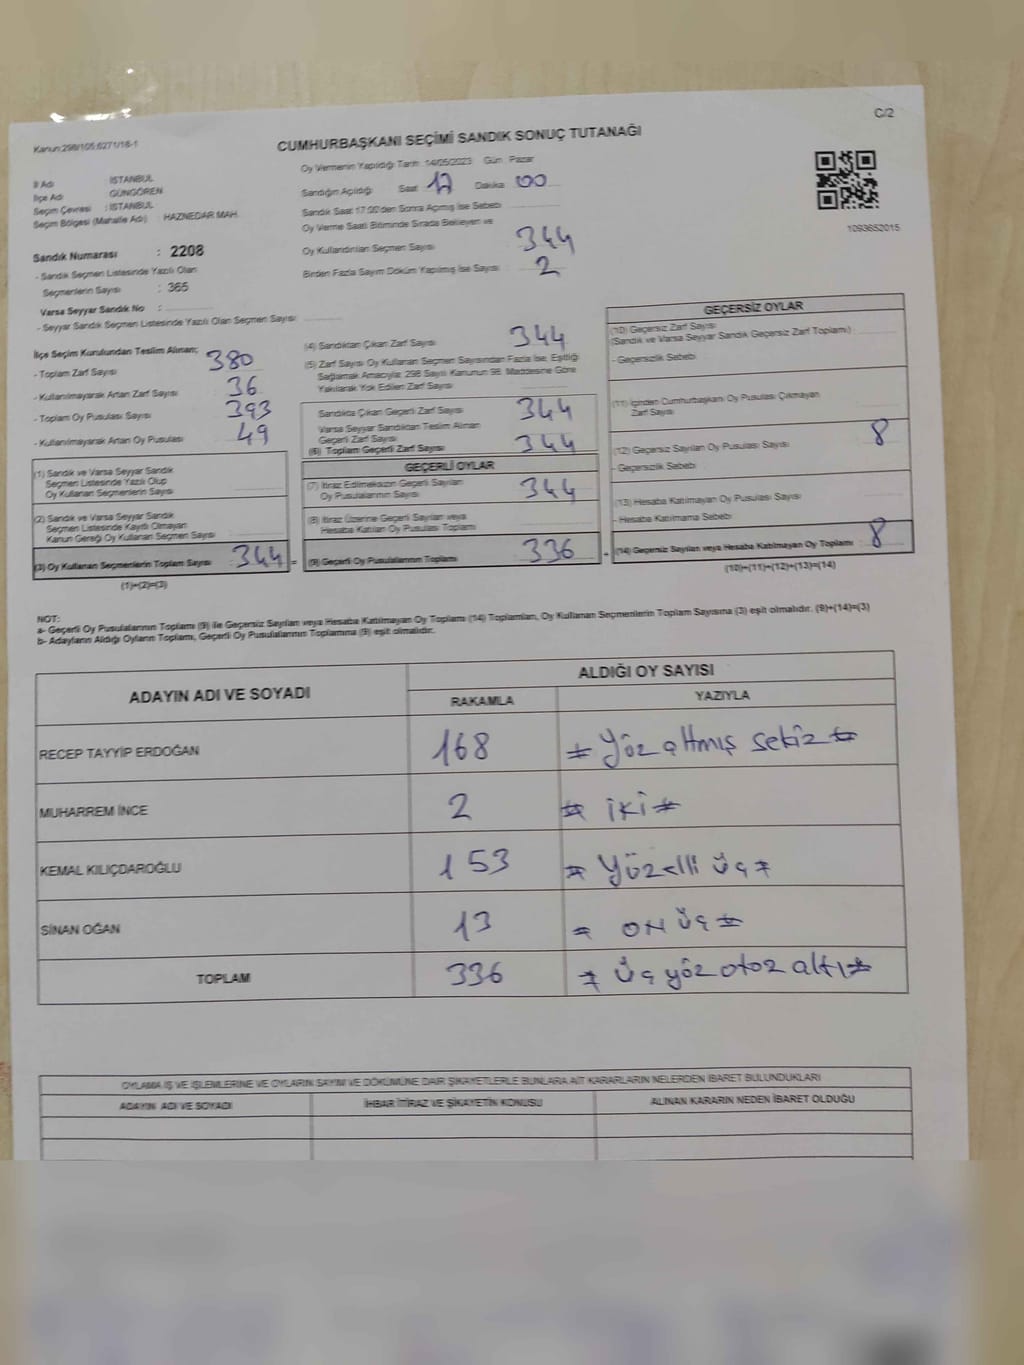 C/2
Kanun:298/105;6271/16-1
CUMHURBAŞKANI SEÇİMİ SANDIK SONUÇ TUTANAĞI
Oy Vermenin Yapıldığı Tarih 14/05/2023 Gün Pazar
İl Adı : İSTANBUL
İlçe Adı : GÜNGÖREN
Seçim Çevresi : İSTANBUL
Seçim Bölgesi (Mahalle Adı) : HAZNEDAR MAH.
Sandığın Açıldığı Saat 17 Dakika 00
Sandık Saat 17:00'den Sonra Açılmış İse Sebebi
Oy Verme Saati Bitiminde Sırada Bekleyen ve
Oy Kullandırılan Seçmen Sayısı 344
Birden Fazla Sayım Döküm Yapılmış İse Sayısı 2
1093652015
Sandık Numarası : 2208
- Sandık Seçmen Listesinde Yazılı Olan
Seçmenlerin Sayısı : 365
Varsa Seyyar Sandık No :
- Seyyar Sandık Seçmen Listesinde Yazılı Olan Seçmen Sayısı:
İlçe Seçim Kurulundan Teslim Alınan;
- Toplam Zarf Sayısı 380
- Kullanılmayarak Artan Zarf Sayısı 36
- Toplam Oy Pusulası Sayısı 393
- Kullanılmayarak Artan Oy Pusulası 49
(1) Sandık ve Varsa Seyyar Sandık
Seçmen Listesinde Yazılı Olup
Oy Kullanan Seçmenlerin Sayısı
(2) Sandık ve Varsa Seyyar Sandık
Seçmen Listesinde Kayıtlı Olmayan
Kanun Gereği Oy Kullanan Seçmen Sayısı
(3) Oy Kullanan Seçmenlerin Toplam Sayısı 344 =
(1)+(2)=(3)
(4) Sandıktan Çıkan Zarf Sayısı 344
(5) Zarf Sayısı Oy Kullanan Seçmen Sayısından Fazla İse, Eşitliği
Sağlamak Amacıyla; 298 Sayılı Kanunun 98. Maddesine Göre
Yakılarak Yok Edilen Zarf Sayısı
Sandıkta Çıkan Geçerli Zarf Sayısı 344
Varsa Seyyar Sandıktan Teslim Alınan
Geçerli Zarf Sayısı
(6) Toplam Geçerli Zarf Sayısı 344
GEÇERLİ OYLAR
(7) İtiraz Edilmeksizin Geçerli Sayılan
Oy Pusulalarının Sayısı 344
(8) İtiraz Üzerine Geçerli Sayılan veya
Hesaba Katılan Oy Pusulası Toplamı
(9) Geçerli Oy Pusulalarının Toplamı 336 +
GEÇERSİZ OYLAR
(10) Geçersiz Zarf Sayısı
(Sandık ve Varsa Seyyar Sandık Geçersiz Zarf Toplamı)
- Geçersizlik Sebebi
(11) İçinden Cumhurbaşkanı Oy Pusulası Çıkmayan
Zarf Sayısı
(12) Geçersiz Sayılan Oy Pusulası Sayısı 8
- Geçersizlik Sebebi
(13) Hesaba Katılmayan Oy Pusulası Sayısı
- Hesaba Katılmama Sebebi
(14) Geçersiz Sayılan veya Hesaba Katılmayan Oy Toplamı : 8
(10)+(11)+(12)+(13)=(14)
NOT:
a- Geçerli Oy Pusulalarının Toplamı (9) ile Geçersiz Sayılan veya Hesaba Katılmayan Oy Toplamı (14) Toplamları, Oy Kullanan Seçmenlerin Toplam Sayısına (3) eşit olmalıdır. (9)+(14)=(3)
b- Adayların Aldığı Oyların Toplamı, Geçerli Oy Pusulalarının Toplamına (9) eşit olmalıdır.
ADAYIN ADI VE SOYADI
ALDIĞI OY SAYISI
RAKAMLA YAZIYLA
RECEP TAYYİP ERDOĞAN 168 * Yüz altmış sekiz *
MUHARREM İNCE 2 * iki *
KEMAL KILIÇDAROĞLU 153 * Yüzelli üç *
SİNAN OĞAN 13 * on üç *
TOPLAM 336 * Üç yüz otuz altı *
OYLAMA İŞ VE İŞLEMLERİNE VE OYLARIN SAYIM VE DÖKÜMÜNE DAİR ŞİKAYETLERLE BUNLARA AİT KARARLARIN NELERDEN İBARET BULUNDUKLARI
ADAYIN ADI VE SOYADI İHBAR İTİRAZ VE ŞİKAYETİN KONUSU ALINAN KARARIN NEDEN İBARET OLDUĞU